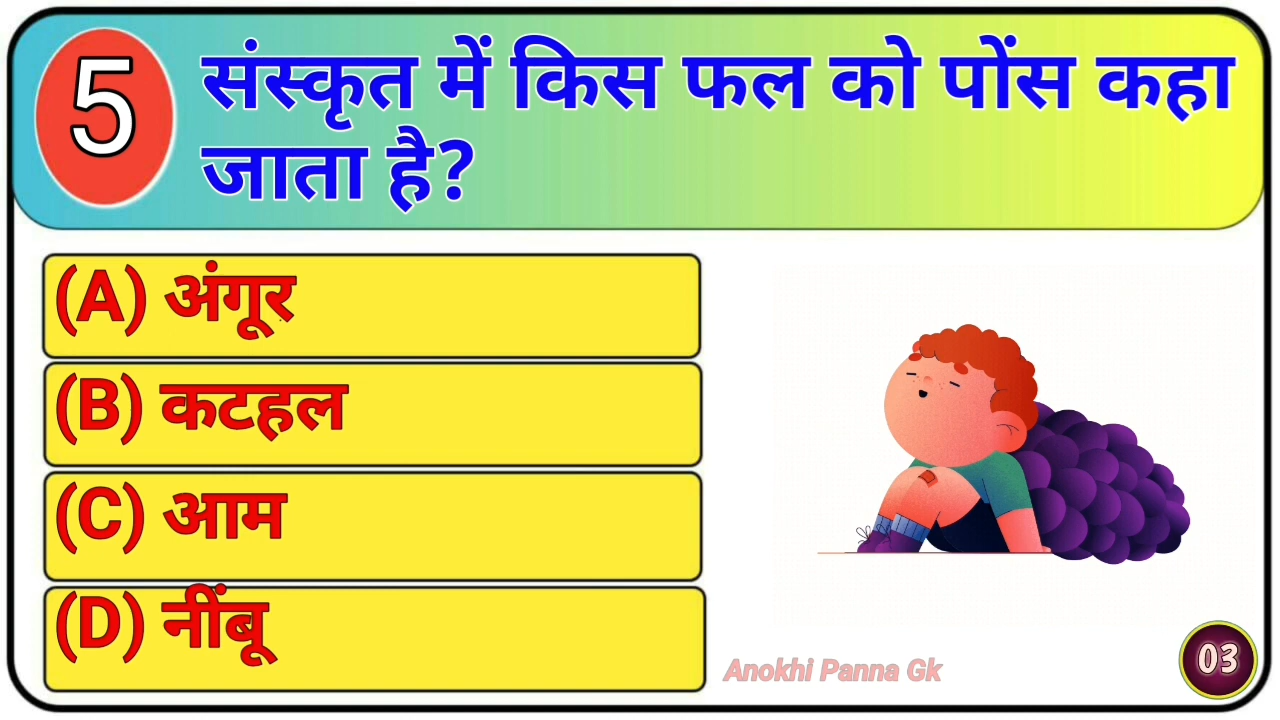 5
संस्कृत में किस फल को पोंस कहा
जाता है?
(A) अंगूर
(B) कटहल
(C) आम
(D) नींबू
Anokhi Panna Gk
03